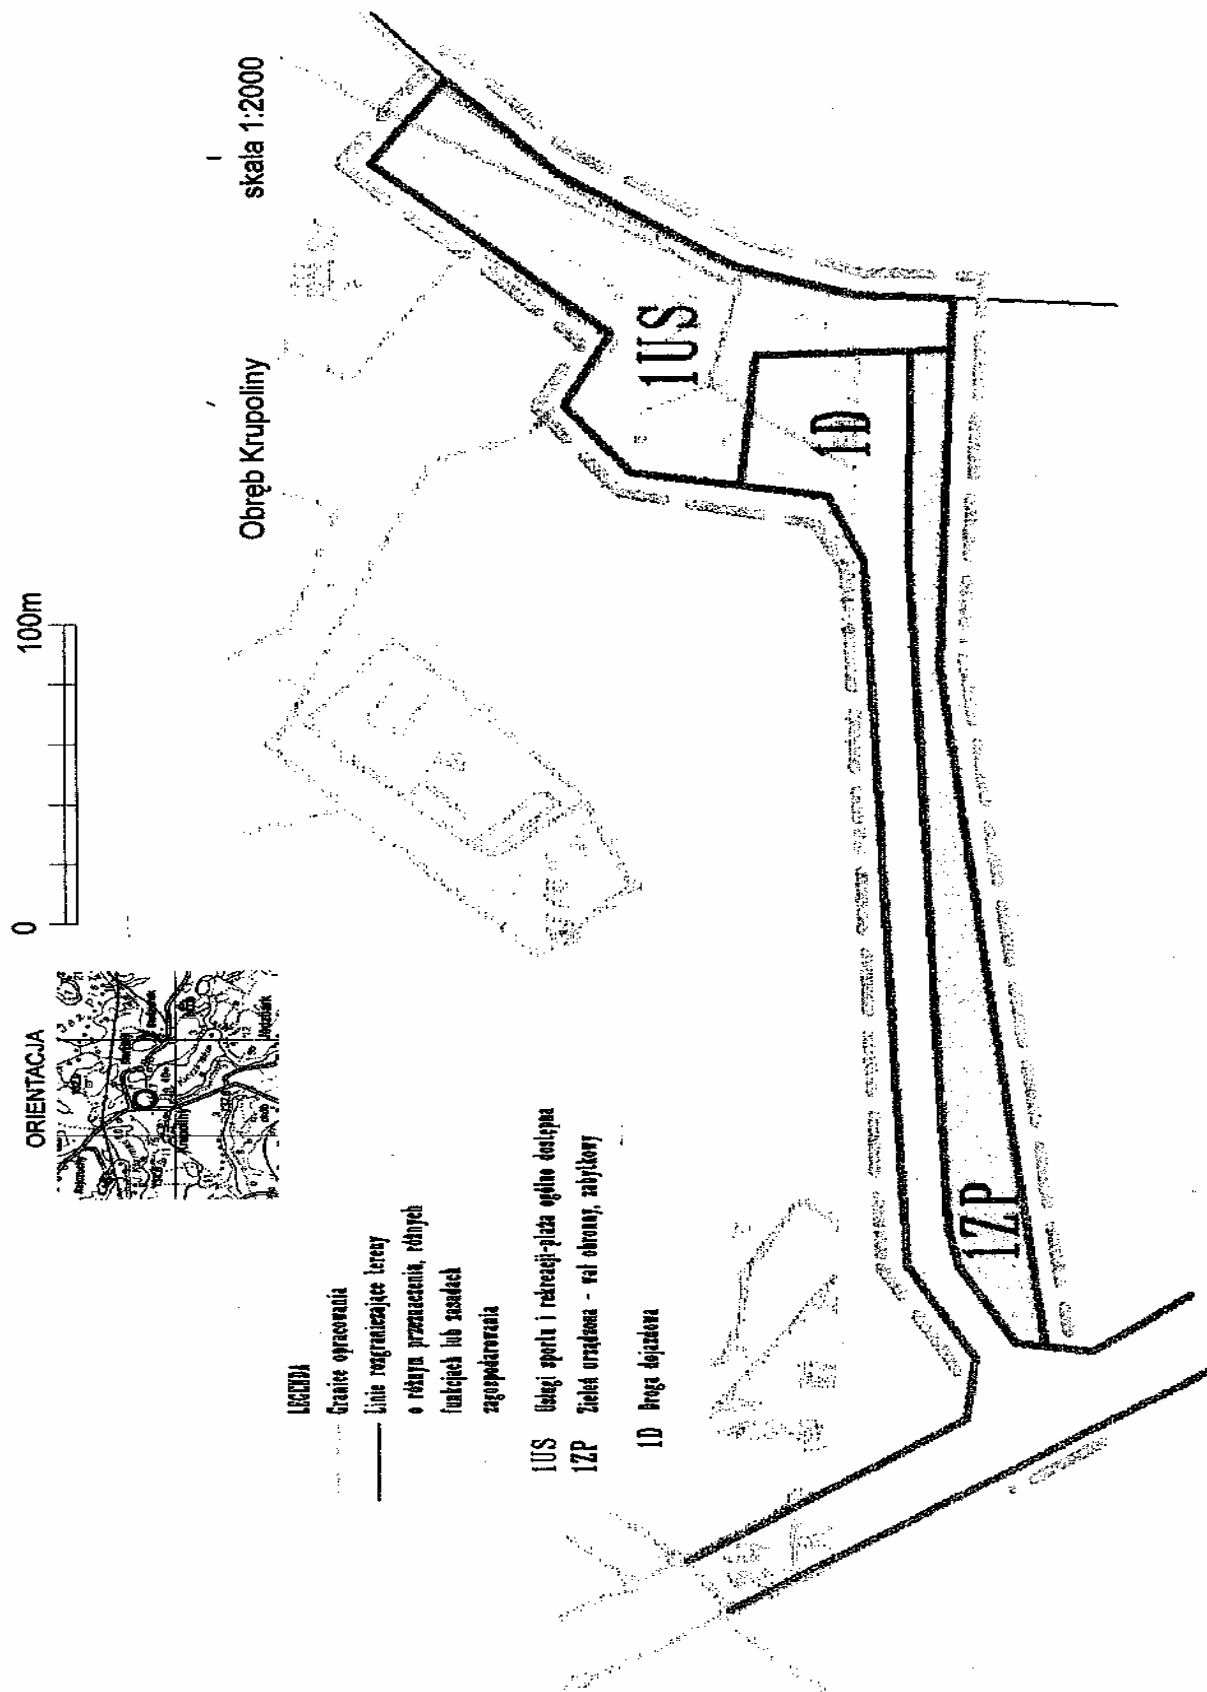 0 100m
ORIENTACJA
Obręb Krupoliny
skala 1:2000
LEGENDA
Granice opracowania
Linie rozgraniczające tereny
o różnym przeznaczeniu, różnych
funkcjach lub zasadach
zagospodarowania
1US Usługi sportu i rekreacji-plaża ogólno dostępna
1ZP Zieleń urządzona - wał obronny, zabytkowy
1D Droga dojazdowa
1US
1D
1ZP